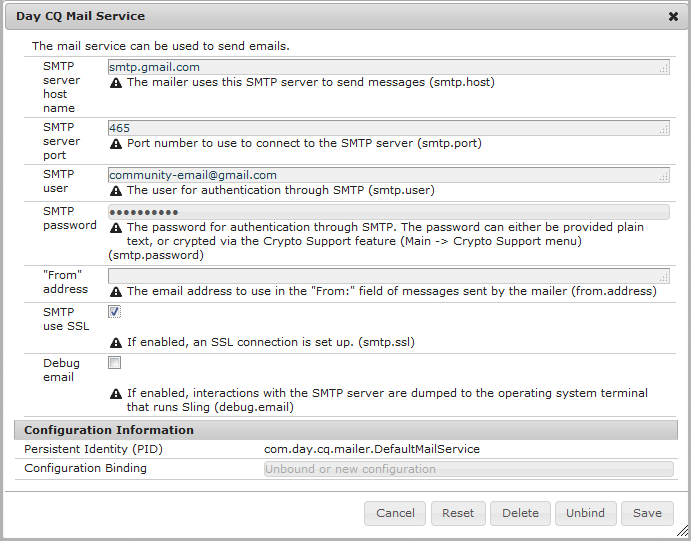 Day CQ Mail Service
The mail service can be used to send emails.
SMTP server host name
smtp.gmail.com
The mailer uses this SMTP server to send messages (smtp.host)
SMTP server port
465
Port number to use to connect to the SMTP server (smtp.port)
SMTP user
community-email@gmail.com
The user for authentication through SMTP (smtp.user)
SMTP password
••••••••••
The password for authentication through SMTP. The password can either be provided plain
text, or crypted via the Crypto Support feature (Main -> Crypto Support menu)
(smtp.password)
"From" address
The email address to use in the "From:" field of messages sent by the mailer (from.address)
SMTP use SSL
If enabled, an SSL connection is set up. (smtp.ssl)
Debug email
If enabled, interactions with the SMTP server are dumped to the operating system terminal
that runs Sling (debug.email)
Configuration Information
Persistent Identity (PID) com.day.cq.mailer.DefaultMailService
Configuration Binding Unbound or new configuration
Cancel Reset Delete Unbind Save